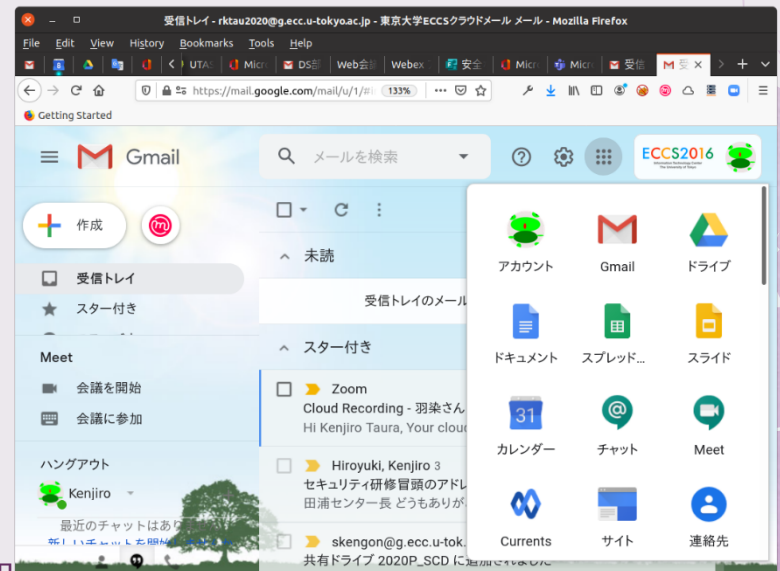 受信トレイ - rktau2020@g.ecc.u-tokyo.ac.jp - 東京大学ECCSクラウドメール メール - Mozilla Firefox
File Edit View History Bookmarks Tools Help
UTAS Micr DS部 Web会 Webex 安全 Micr Micr 受信 受
https://mail.google.com/mail/u/1/#i 133%
Getting Started
Gmail
メールを検索
ECCS2016
作成
受信トレイ
スター付き
Meet
会議を開始
会議に参加
ハングアウト
Kenjiro
最近のチャットはあり
新しいチャットを開始し
未読
受信トレイのメール
スター付き
Zoom
Cloud Recording - 羽染さん
Hi Kenjiro Taura, Your clou
Hiroyuki, Kenjiro 3
セキュリティ研修冒頭のアドレ
田浦センター長 どうもありが
skengon@g.ecc.u-tok.
共有ドライブ 2020P_SCD に追加されました
アカウント
Gmail
ドライブ
ドキュメント
スプレッド...
スライド
31
カレンダー
チャット
Meet
Currents
サイト
連絡先